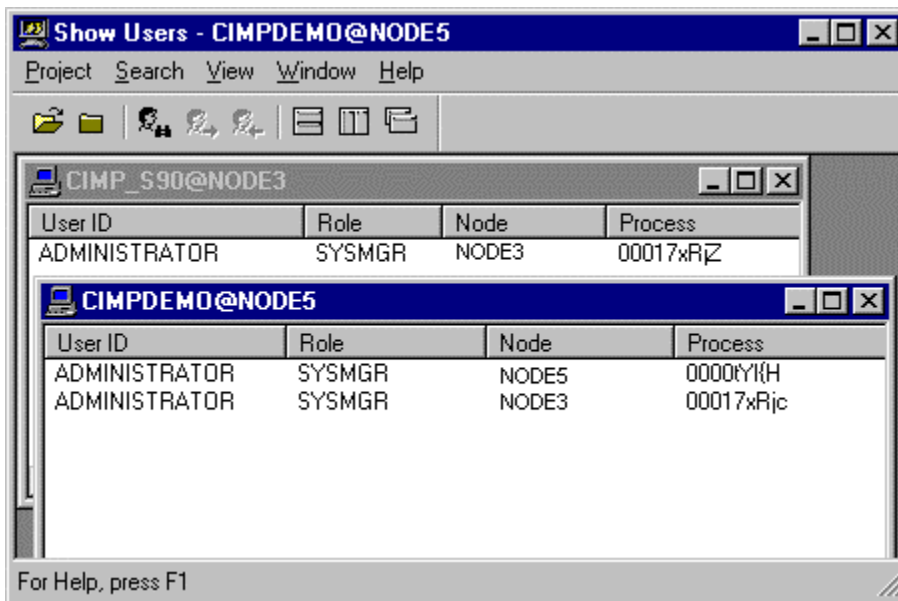 Show Users - CIMPDEMO@NODE5
Project Search View Window Help
CIMP_S90@NODE3
User ID Role Node Process
ADMINISTRATOR SYSMGR NODE3 00017xRjZ
CIMPDEMO@NODE5
User ID Role Node Process
ADMINISTRATOR SYSMGR NODE5
ADMINISTRATOR SYSMGR NODE3 00017xRjc
For Help, press F1